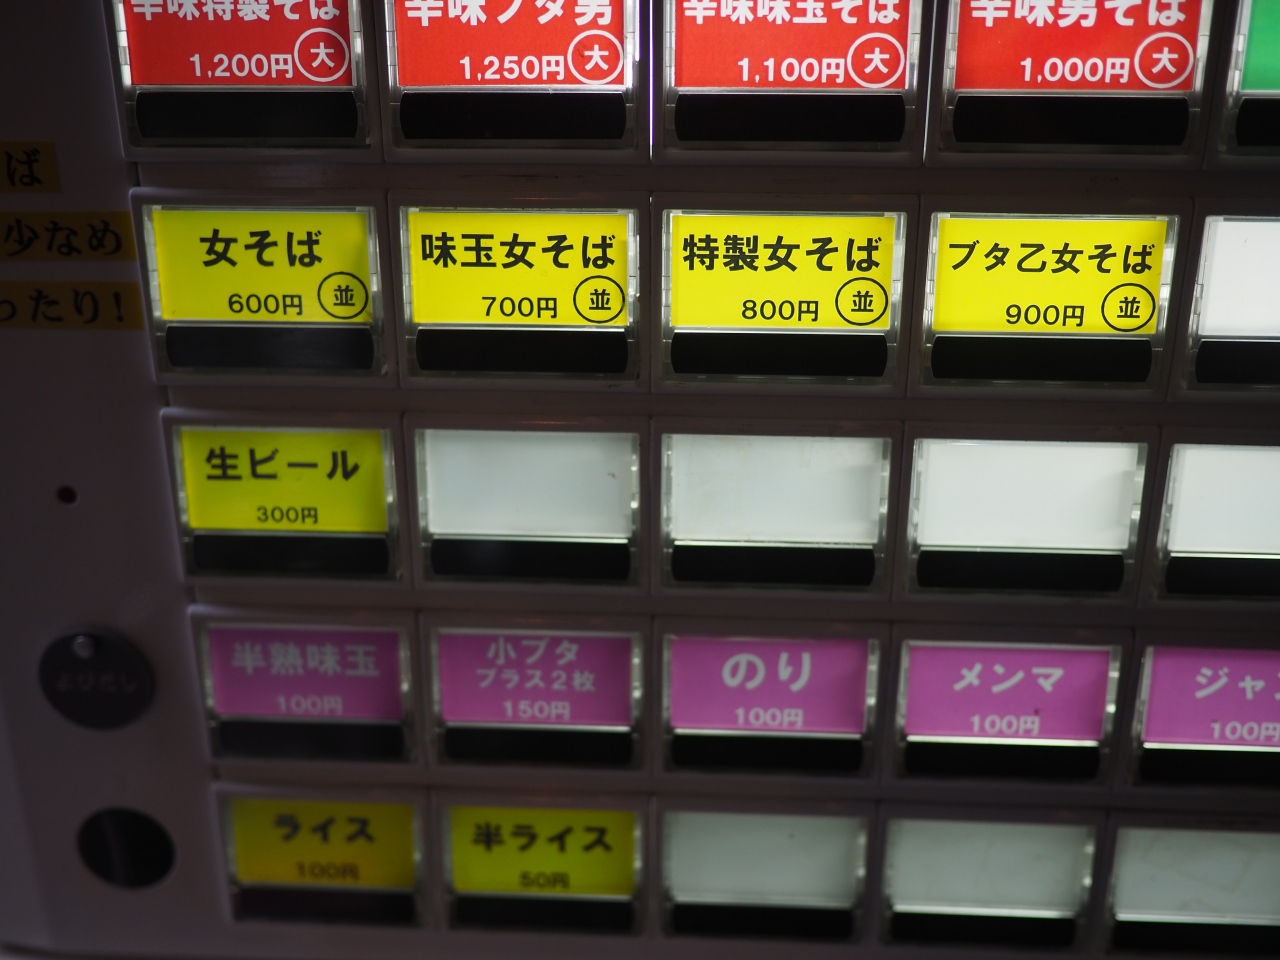 辛味特製そば
1,200円 大
辛味ブタ男
1,250円 大
辛味味玉そば
1,100円 大
辛味男そば
1,000円 大
ば
少なめ
ったり!
女そば
600円 並
味玉女そば
700円 並
特製女そば
800円 並
ブタ乙女そば
900円 並
生ビール
300円
半熟味玉
100円
小ブタ
プラス2枚
150円
のり
100円
メンマ
100円
ジャ
100円
よびだし
ライス
100円
半ライス
50円